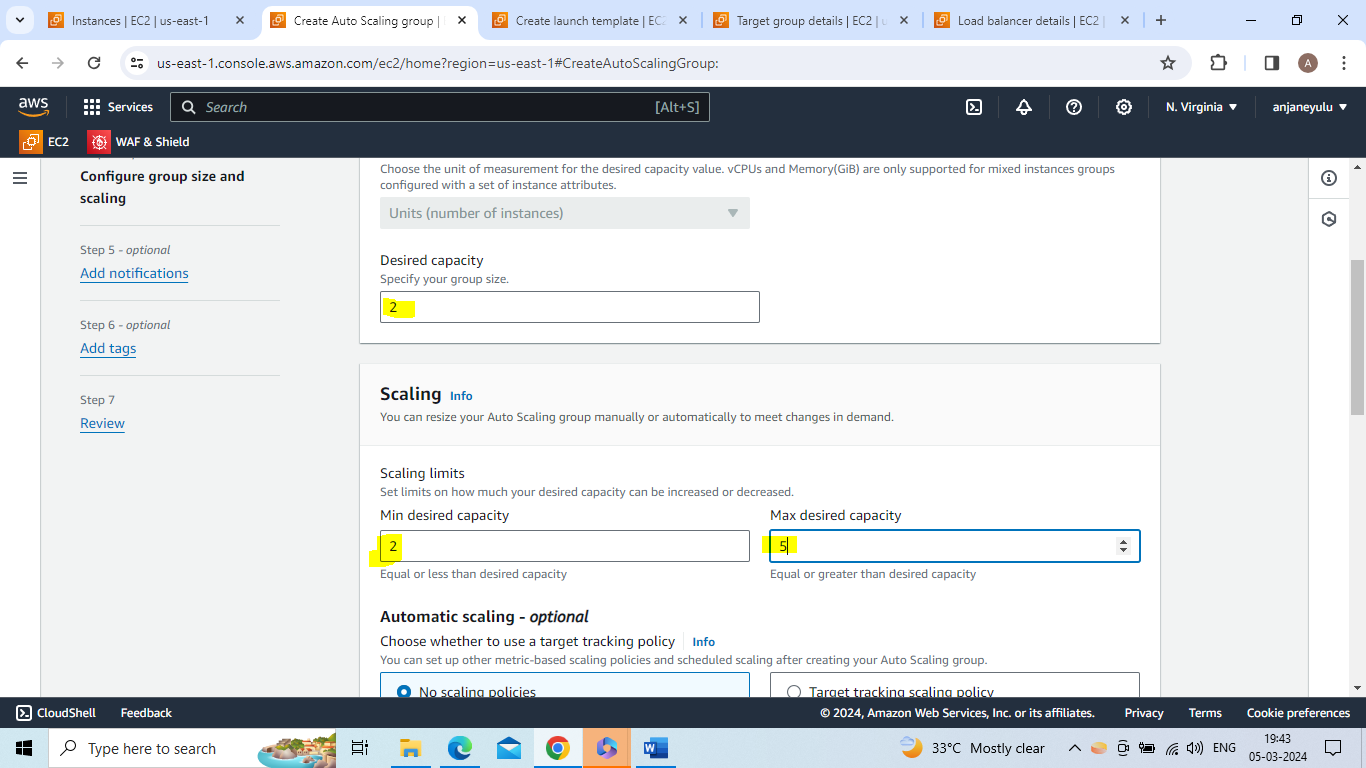 Instances | EC2 | us-east-1
Create Auto Scaling group |
Create launch template | EC2
Target group details | EC2 | u
Load balancer details | EC2 |
us-east-1.console.aws.amazon.com/ec2/home?region=us-east-1#CreateAutoScalingGroup:
A
aws
Services
Search
[Alt+S]
N. Virginia
anjaneyulu
EC2
WAF & Shield
Configure group size and
scaling
Step 5 - optional
Add notifications
Step 6 - optional
Add tags
Step 7
Review
Choose the unit of measurement for the desired capacity value. vCPUs and Memory(GiB) are only supported for mixed instances groups
configured with a set of instance attributes.
Units (number of instances)
Desired capacity
Specify your group size.
2
Scaling Info
You can resize your Auto Scaling group manually or automatically to meet changes in demand.
Scaling limits
Set limits on how much your desired capacity can be increased or decreased.
Min desired capacity
2
Equal or less than desired capacity
Max desired capacity
5
Equal or greater than desired capacity
Automatic scaling - optional
Choose whether to use a target tracking policy Info
You can set up other metric-based scaling policies and scheduled scaling after creating your Auto Scaling group.
No scaling policies
Target tracking scaling policy
CloudShell
Feedback
© 2024, Amazon Web Services, Inc. or its affiliates.
Privacy
Terms
Cookie preferences
Type here to search
33°C Mostly clear
ENG
19:43
05-03-2024